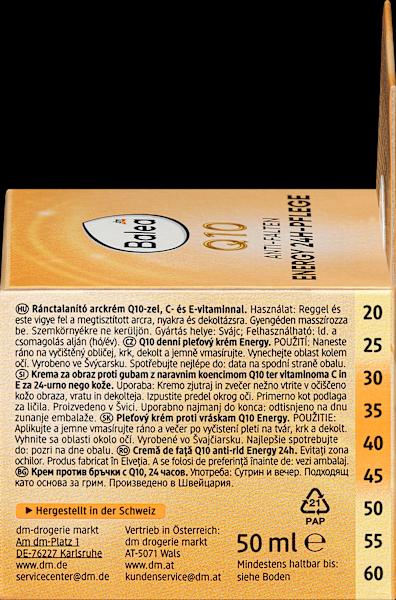 Balea
Q10
ANTI-FALTEN
ENERGY 24H-PFLEGE
HU Ránctalanító arckrém Q10-zel, C- és E-vitaminnal. Használat: Reggel és
este vigye fel a megtisztított arcra, nyakra és dekoltázsra. Gyengéden masszírozza
be. Szemkörnyékre ne kerüljön. Gyártás helye: Svájc; Felhasználható: ld. a
csomagolás alján (hó/év). CZ Q10 denní pleťový krém Energy. POUŽITÍ: Naneste
ráno na vyčištěný obličej, krk, dekolt a jemně vmasírujte. Vynechejte oblast kolem
očí. Vyrobeno ve Švýcarsku. Spotřebujte nejlépe do: data na spodní straně obalu.
SI Krema za obraz proti gubam z naravnim koencimom Q10 ter vitaminoma C in
E za 24-urno nego kože. Uporaba: Kremo zjutraj in zvečer nežno vtrite v očiščeno
kožo obraza, vratu in dekolteja. Izpustite predel okrog oči. Primerno kot podlaga
za ličila. Proizvedeno v Švici. Uporabno najmanj do konca: odtisnjeno na dnu
zunanje embalaže. SK Pleťový krém proti vráskam Q10 Energy. POUŽITIE:
Aplikujte a jemne vmasírujte ráno a večer po vyčistení pleti na tvár, krk a dekolt.
Vyhnite sa oblasti okolo očí. Vyrobené vo Švajčiarsku. Najlepšie spotrebujte
do: pozri na dne obalu. RO Cremă de față Q10 anti-rid Energy 24h. Evitați zona
ochilor. Produs fabricat în Elveția. A se folosi de preferință înainte de: vezi ambalaj.
BG Крем против бръчки с Q10, 24 часов. Употреба: Сутрин и вечер. Подходящ
като основа за грим. Произведено в Швейцария.
Hergestellt in der Schweiz
dm-drogerie markt
Am dm-Platz 1
DE-76227 Karlsruhe
www.dm.de
servicecenter@dm.de
Vertrieb in Österreich:
dm drogerie markt
AT-5071 Wals
www.dm.at
kundenservice@dm.at
21
PAP
50 ml ℮
Mindestens haltbar bis:
siehe Boden
20
25
30
35
40
45
50
55
60